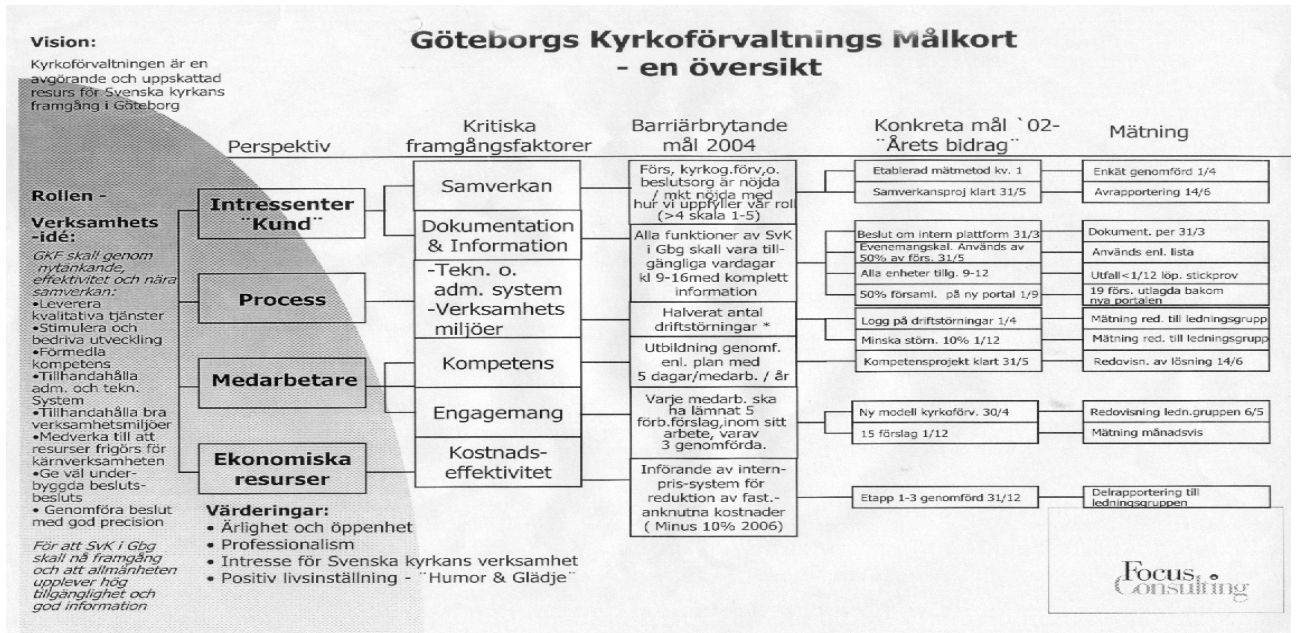 Göteborgs Kyrkoförvaltnings Målkort
- en översikt
Vision:
Kyrkoförvaltningen är en
avgörande och uppskattad
resurs för Svenska kyrkans
framgång i Göteborg
Rollen -
Verksamhets
-idé:
GKF skall genom
nytänkande,
effektivitet och nära
samverkan:
•Leverera
kvalitativa tjänster
•Stimulera och
bedriva utveckling
•Förmedla
kompetens
•Tillhandahålla
adm. och tekn.
System
•Tillhandahålla bra
verksamhetsmiljöer
•Medverka till att
resurser frigörs för
kärnverksamheten
•Ge väl under-
byggda besluts-
besluts
• Genomföra beslut
med god precision
För att SvK i Gbg
skall nå framgång
och att allmänheten
upplever hög
tillgänglighet och
god information
Perspektiv
Intressenter
¨Kund¨
Process
Medarbetare
Ekonomiska
resurser
Värderingar:
• Ärlighet och öppenhet
• Professionalism
• Intresse för Svenska kyrkans verksamhet
• Positiv livsinställning - ¨Humor & Glädje¨
Kritiska
framgångsfaktorer
Samverkan
Dokumentation
& Information
-Tekn. o.
adm. system
-Verksamhets
miljöer
Kompetens
Engagemang
Kostnads-
effektivitet
Barriärbrytande
mål 2004
Förs, kyrkog.förv,o.
beslutsorg är nöjda
/ mkt nöjda med
hur vi uppfyller vår roll
(>4 skala 1-5)
Alla funktioner av SvK
i Gbg skall vara till-
gängliga vardagar
kl 9-16med komplett
information
Halverat antal
driftstörningar *
Utbildning genomf.
enl. plan med
5 dagar/medarb. / år
Varje medarb. ska
ha lämnat 5
förb.förslag,inom sitt
arbete, varav
3 genomförda.
Införande av intern-
pris-system för
reduktion av fast.-
anknutna kostnader
( Minus 10% 2006)
Konkreta mål `02-
¨Årets bidrag¨
Etablerad mätmetod kv. 1
Samverkansproj klart 31/5
Beslut om intern plattform 31/3
Evenemangskal. Används av
50% av förs. 31/5
Alla enheter tillg. 9-12
50% församl. på ny portal 1/9
Logg på driftstörningar 1/4
Minska störn. 10% 1/12
Kompetensprojekt klart 31/5
Ny modell kyrkoförv. 30/4
15 förslag 1/12
Etapp 1-3 genomförd 31/12
Mätning
Enkät genomförd 1/4
Avrapportering 14/6
Dokument. per 31/3
Används enl. lista
Utfall<1/12 löp. stickprov
19 förs. utlagda bakom
nya portalen
Mätning red. till ledningsgrupp
Mätning red. till ledningsgrupp
Redovisn. av lösning 14/6
Redovisning ledn.gruppen 6/5
Mätning månadsvis
Delrapportering till
ledningsgruppen
Focus
Consulting